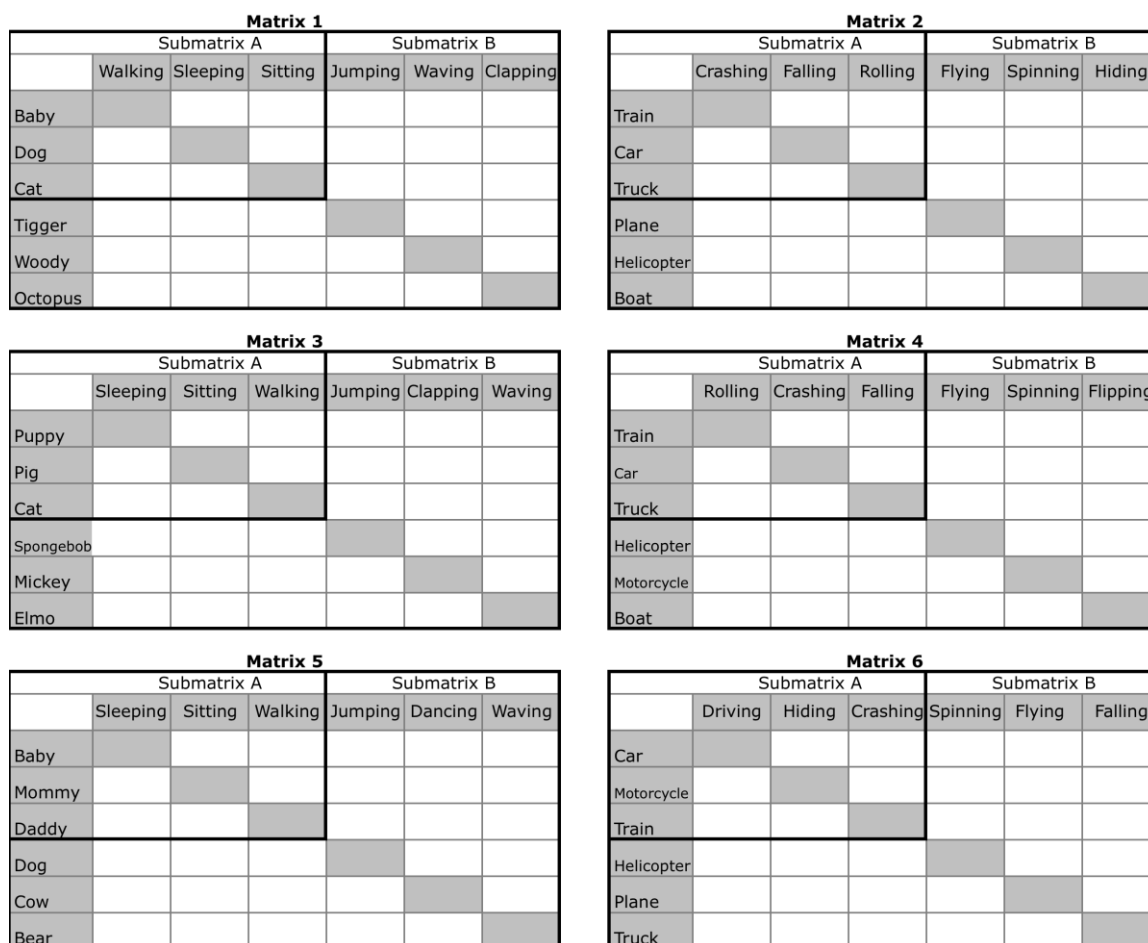 Matrix 1
Submatrix A Submatrix B
Walking Sleeping Sitting Jumping Waving Clapping
Baby
Dog
Cat
Tigger
Woody
Octopus
Matrix 2
Submatrix A Submatrix B
Crashing Falling Rolling Flying Spinning Hiding
Train
Car
Truck
Plane
Helicopter
Boat
Matrix 3
Submatrix A Submatrix B
Sleeping Sitting Walking Jumping Clapping Waving
Puppy
Pig
Cat
Spongebob
Mickey
Elmo
Matrix 4
Submatrix A Submatrix B
Rolling Crashing Falling Flying Spinning Flipping
Train
Car
Truck
Helicopter
Motorcycle
Boat
Matrix 5
Submatrix A Submatrix B
Sleeping Sitting Walking Jumping Dancing Waving
Baby
Mommy
Daddy
Dog
Cow
Bear
Matrix 6
Submatrix A Submatrix B
Driving Hiding Crashing Spinning Flying Falling
Car
Motorcycle
Train
Helicopter
Plane
Truck